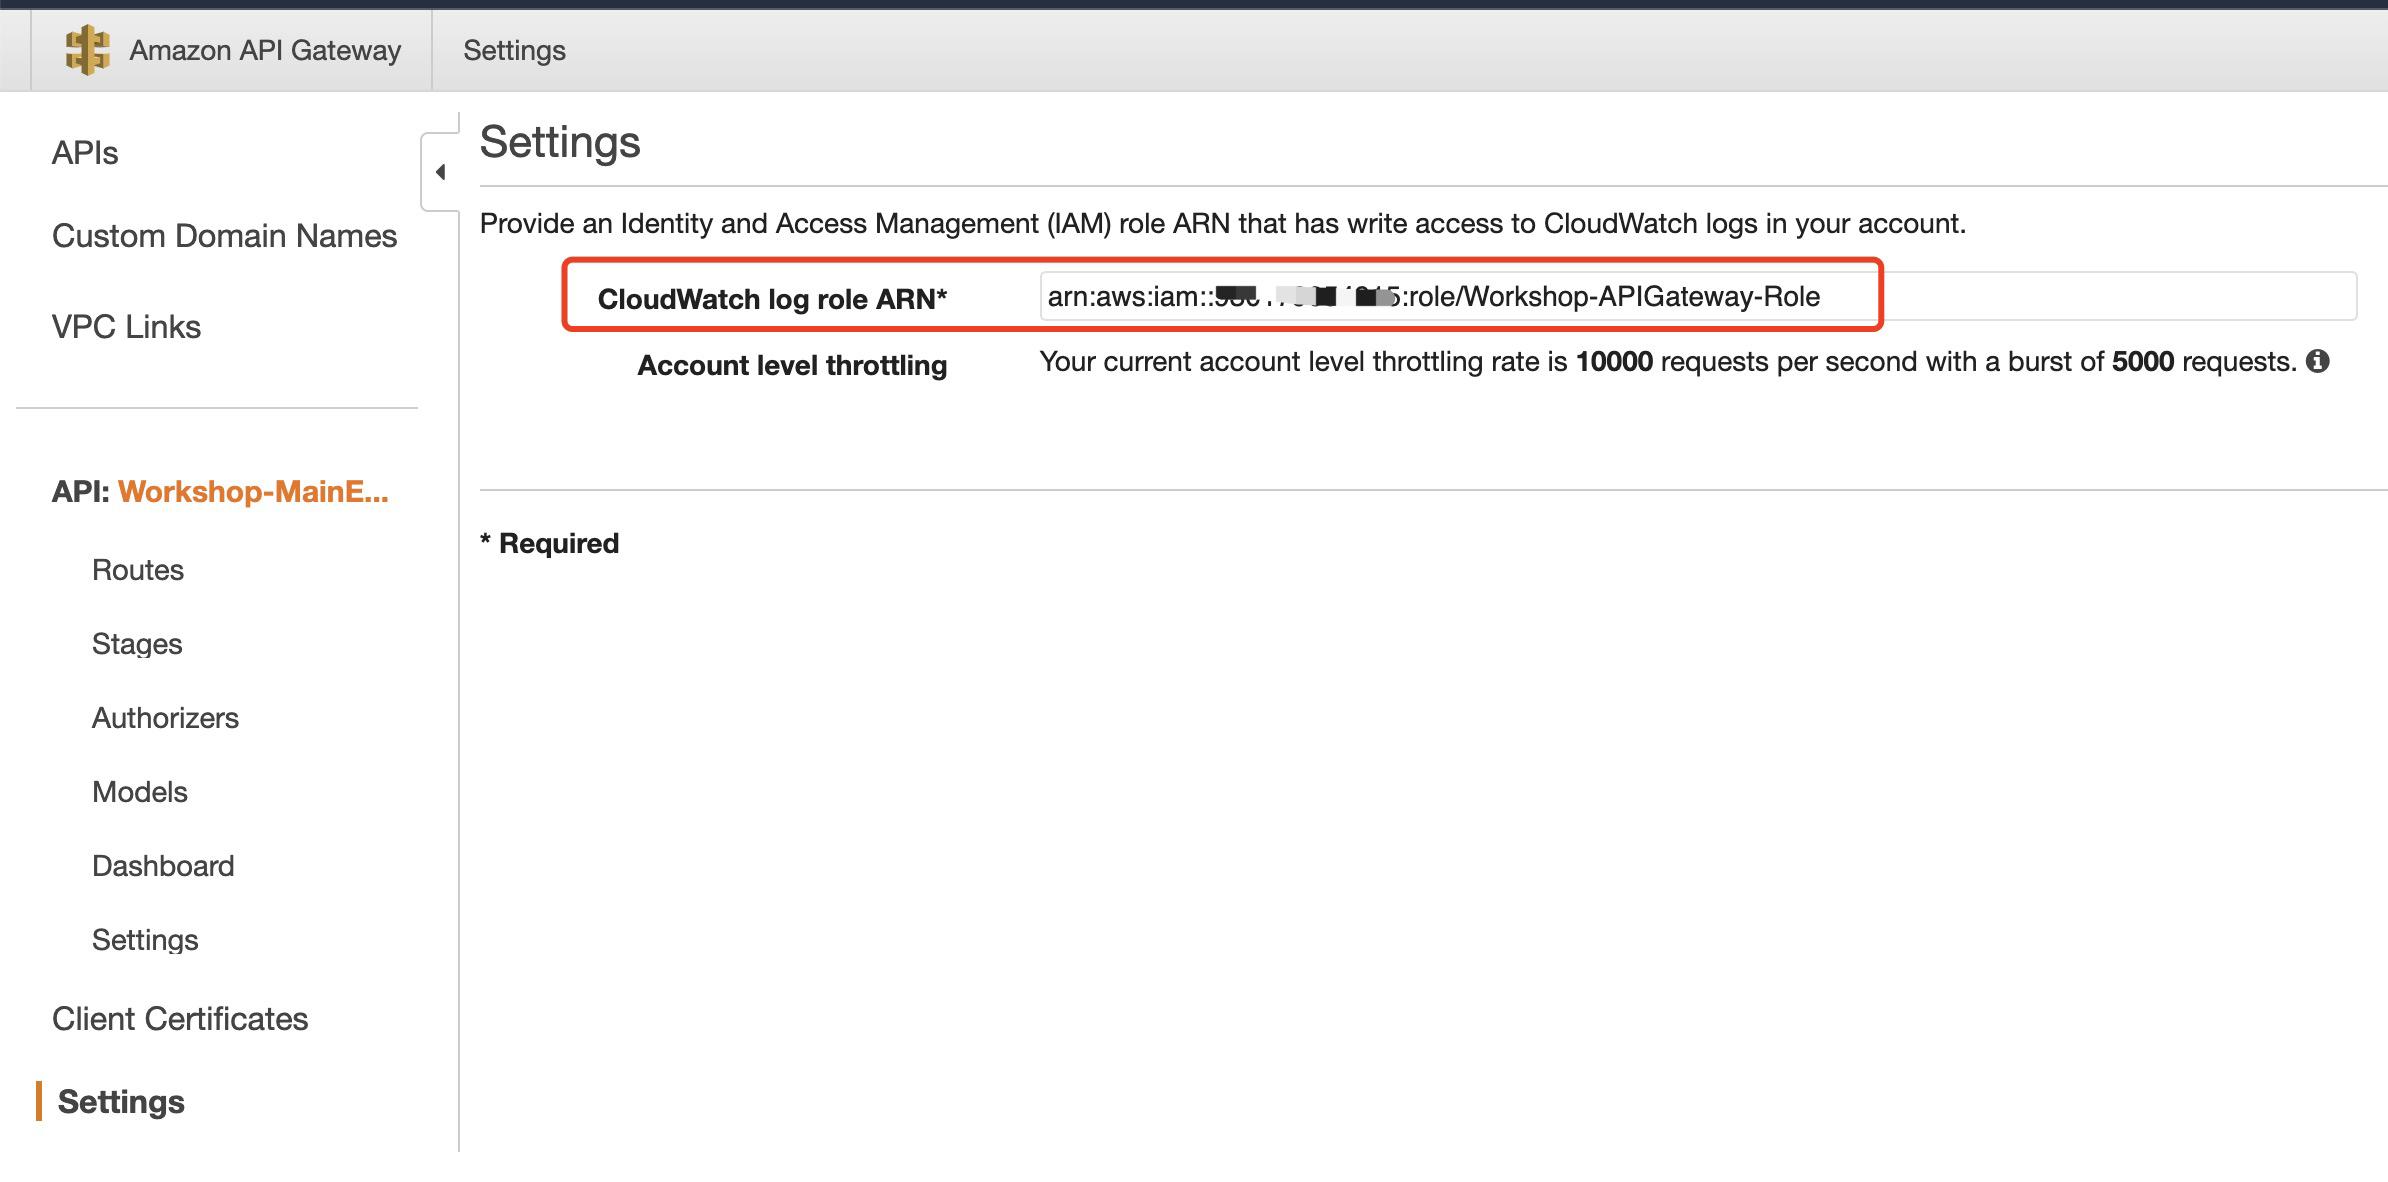 Amazon API Gateway
Settings
APIs
Custom Domain Names
VPC Links
API: Workshop-MainE...
Routes
Stages
Authorizers
Models
Dashboard
Settings
Client Certificates
Settings
Settings
Provide an Identity and Access Management (IAM) role ARN that has write access to CloudWatch logs in your account.
CloudWatch log role ARN* arn:aws:iam:: :role/Workshop-APIGateway-Role
Account level throttling Your current account level throttling rate is 10000 requests per second with a burst of 5000 requests.
* Required